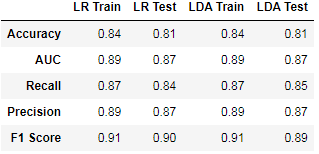 LR Train LR Test LDA Train LDA Test
Accuracy 0.84 0.81 0.84 0.81
AUC 0.89 0.87 0.89 0.87
Recall 0.87 0.84 0.87 0.85
Precision 0.89 0.87 0.89 0.87
F1 Score 0.91 0.90 0.91 0.89